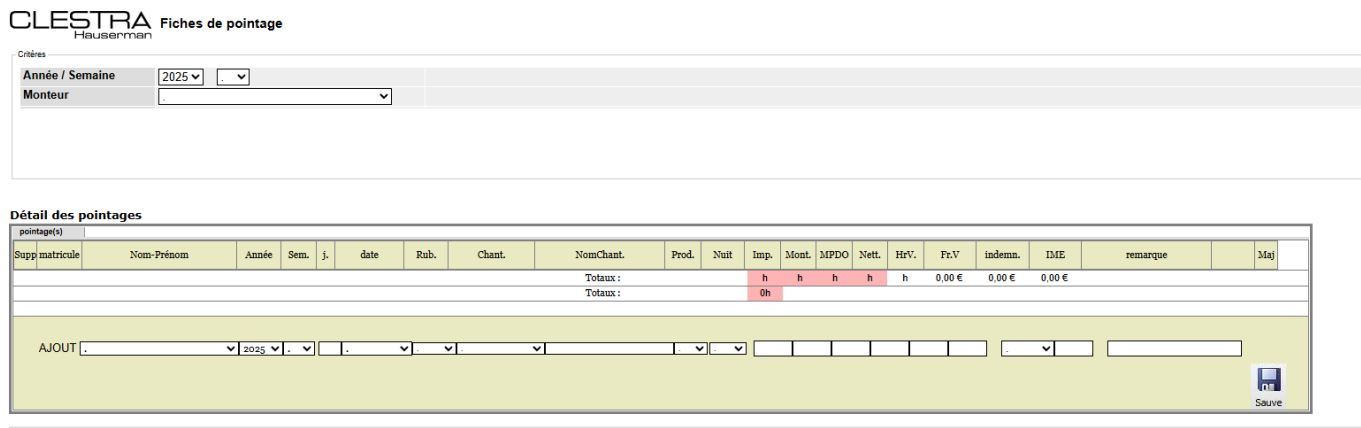 CLESTRA Hauserman Fiches de pointage
Critères
Année / Semaine 2025 .
Monteur .
Détail des pointages
pointage(s)
Supp matricule Nom-Prénom Année Sem. j. date Rub. Chant. NomChant. Prod. Nuit Imp. Mont. MPDO Nett. HrV. Fr.V indemn. IME remarque Maj
Totaux : h h h h h 0,00 € 0,00 € 0,00 €
Totaux : 0h
AJOUT . 2025 . . . . . . .
Sauve